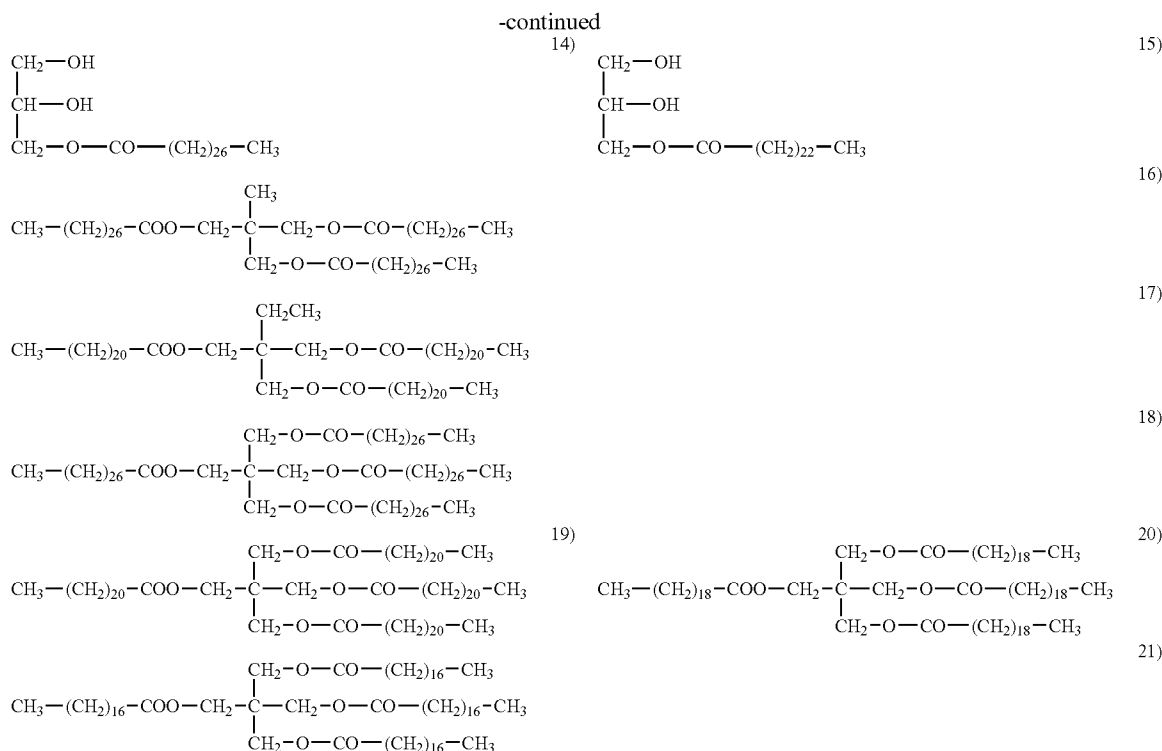 -continued
14)
CH2—OH
CH—OH
CH2—O—CO—(CH2)26—CH3
15)
CH2—OH
CH—OH
CH2—O—CO—(CH2)22—CH3
16)
CH3
CH3—(CH2)26—COO—CH2—CH2—O—CO—(CH2)26—CH3
CH2—O—CO—(CH2)26—CH3
17)
CH2CH3
CH3—(CH2)20—COO—CH2—CH2—O—CO—(CH2)20—CH3
CH2—O—CO—(CH2)20—CH3
18)
CH2—O—CO—(CH2)26—CH3
CH3—(CH2)26—COO—CH2—CH2—O—CO—(CH2)26—CH3
CH2—O—CO—(CH2)26—CH3
19)
CH2—O—CO—(CH2)20—CH3
CH3—(CH2)20—COO—CH2—CH2—O—CO—(CH2)20—CH3
CH2—O—CO—(CH2)20—CH3
20)
CH2—O—CO—(CH2)18—CH3
CH3—(CH2)18—COO—CH2—CH2—O—CO—(CH2)18—CH3
CH2—O—CO—(CH2)18—CH3
21)
CH2—O—CO—(CH2)16—CH3
CH3—(CH2)16—COO—CH2—CH2—O—CO—(CH2)16—CH3
CH2—O—CO—(CH2)16—CH3